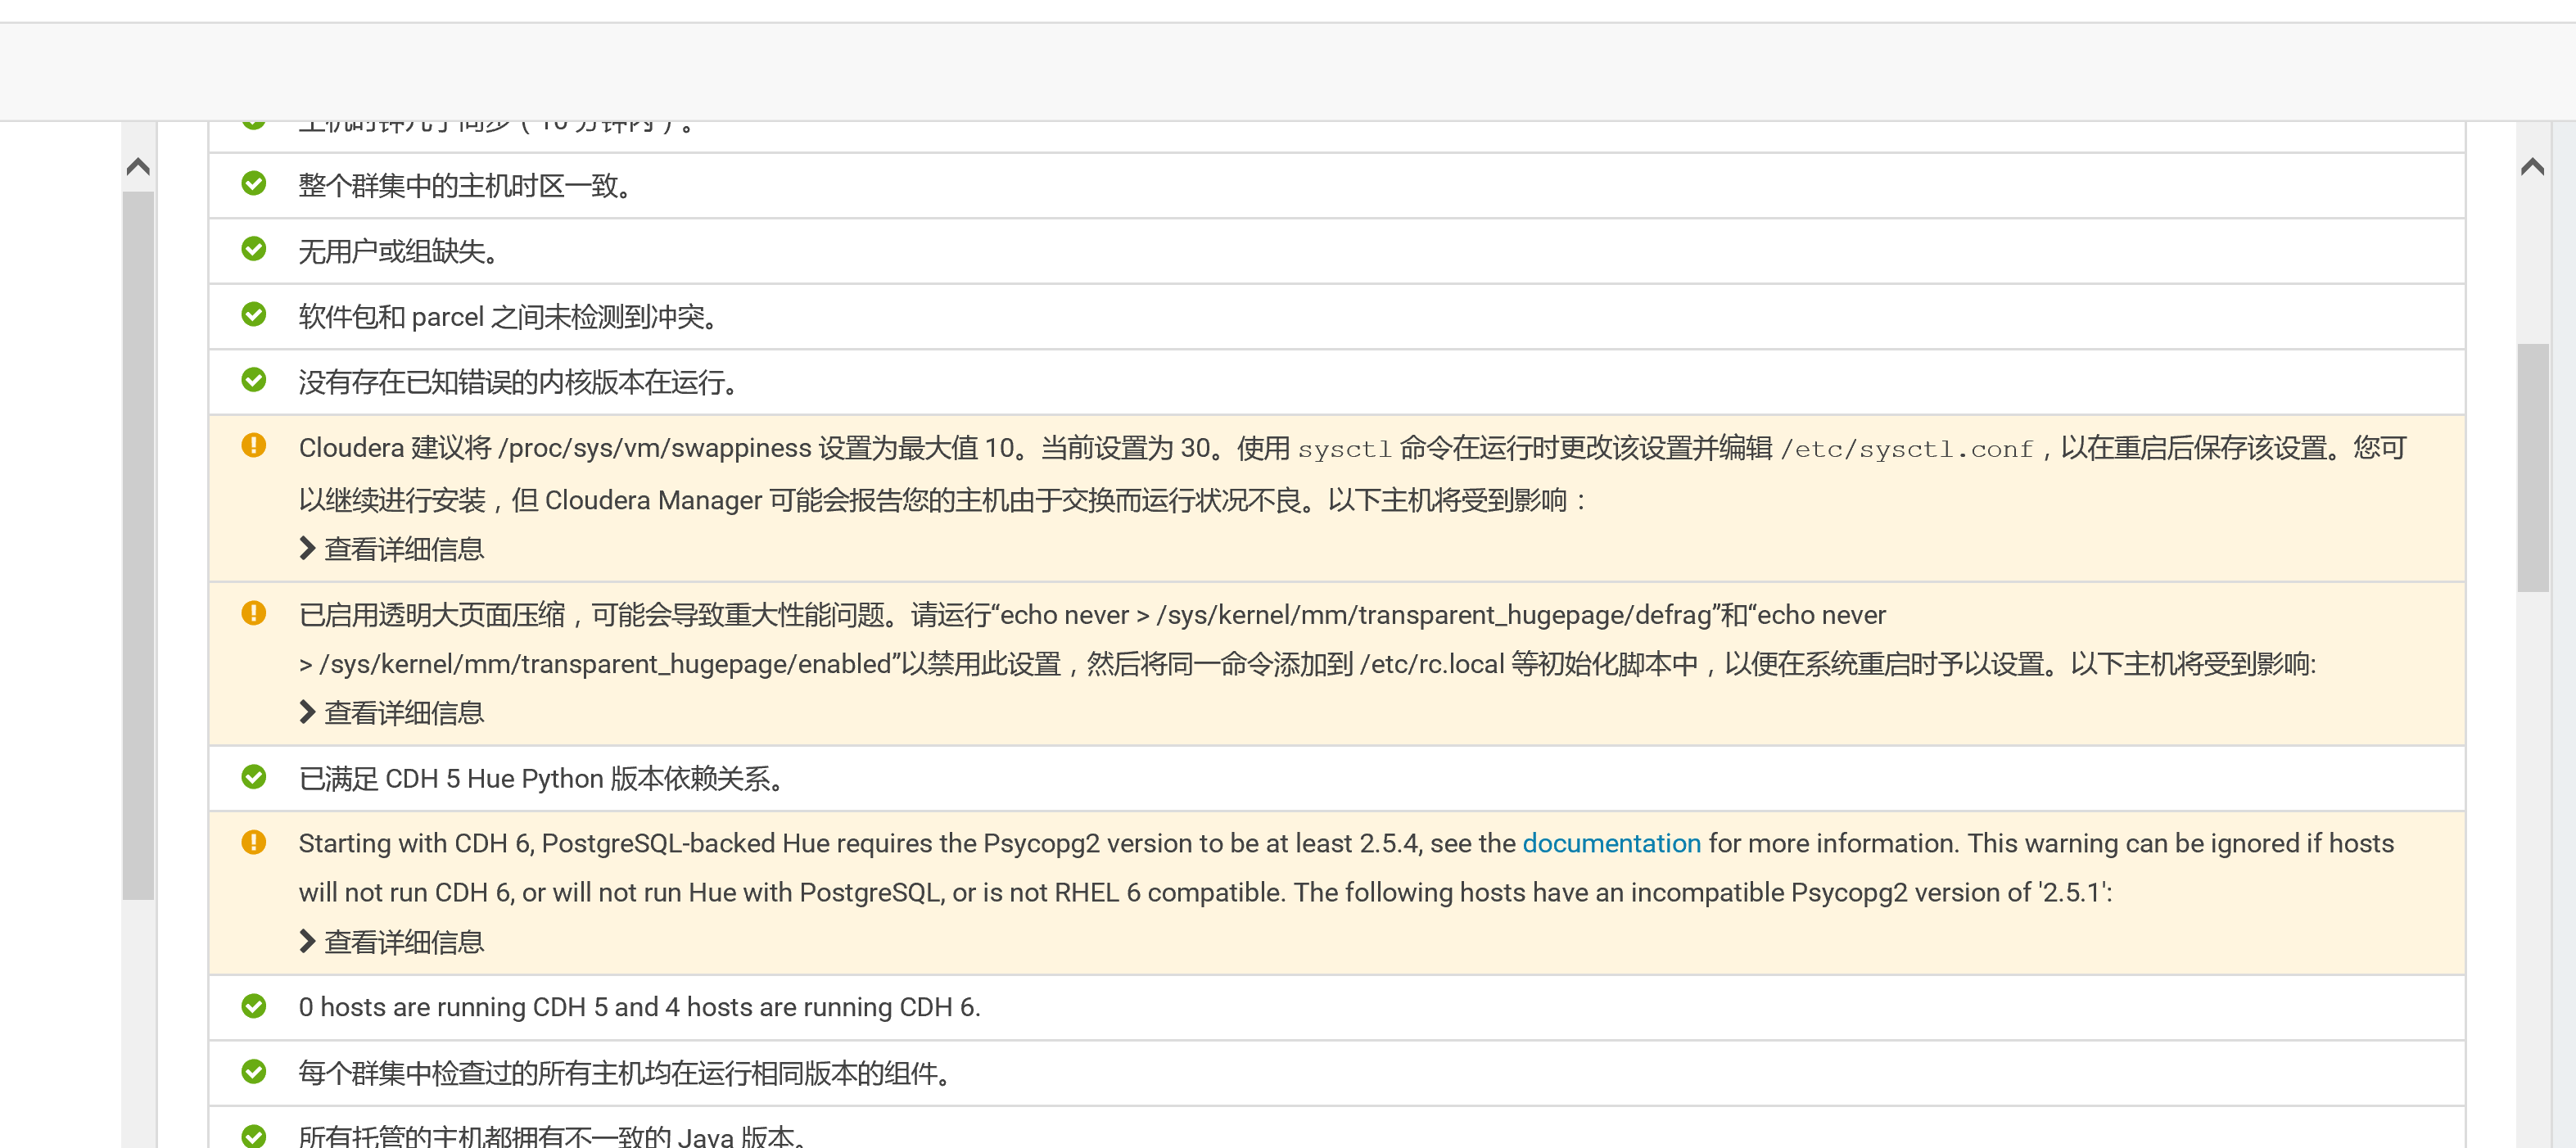 主机时钟几乎同步（10 分钟内）。
整个群集中的主机时区一致。
无用户或组缺失。
软件包和 parcel 之间未检测到冲突。
没有存在已知错误的内核版本在运行。
Cloudera 建议将 /proc/sys/vm/swappiness 设置为最大值 10。当前设置为 30。使用 sysctl 命令在运行时更改该设置并编辑 /etc/sysctl.conf，以在重启后保存该设置。您可
以继续进行安装，但 Cloudera Manager 可能会报告您的主机由于交换而运行状况不良。以下主机将受到影响：
查看详细信息
已启用透明大页面压缩，可能会导致重大性能问题。请运行“echo never > /sys/kernel/mm/transparent_hugepage/defrag”和“echo never
> /sys/kernel/mm/transparent_hugepage/enabled”以禁用此设置，然后将同一命令添加到 /etc/rc.local 等初始化脚本中，以便在系统重启时予以设置。以下主机将受到影响:
查看详细信息
已满足 CDH 5 Hue Python 版本依赖关系。
Starting with CDH 6, PostgreSQL-backed Hue requires the Psycopg2 version to be at least 2.5.4, see the documentation for more information. This warning can be ignored if hosts
will not run CDH 6, or will not run Hue with PostgreSQL, or is not RHEL 6 compatible. The following hosts have an incompatible Psycopg2 version of '2.5.1':
查看详细信息
0 hosts are running CDH 5 and 4 hosts are running CDH 6.
每个群集中检查过的所有主机均在运行相同版本的组件。
所有托管的主机都拥有不一致的 Java 版本。